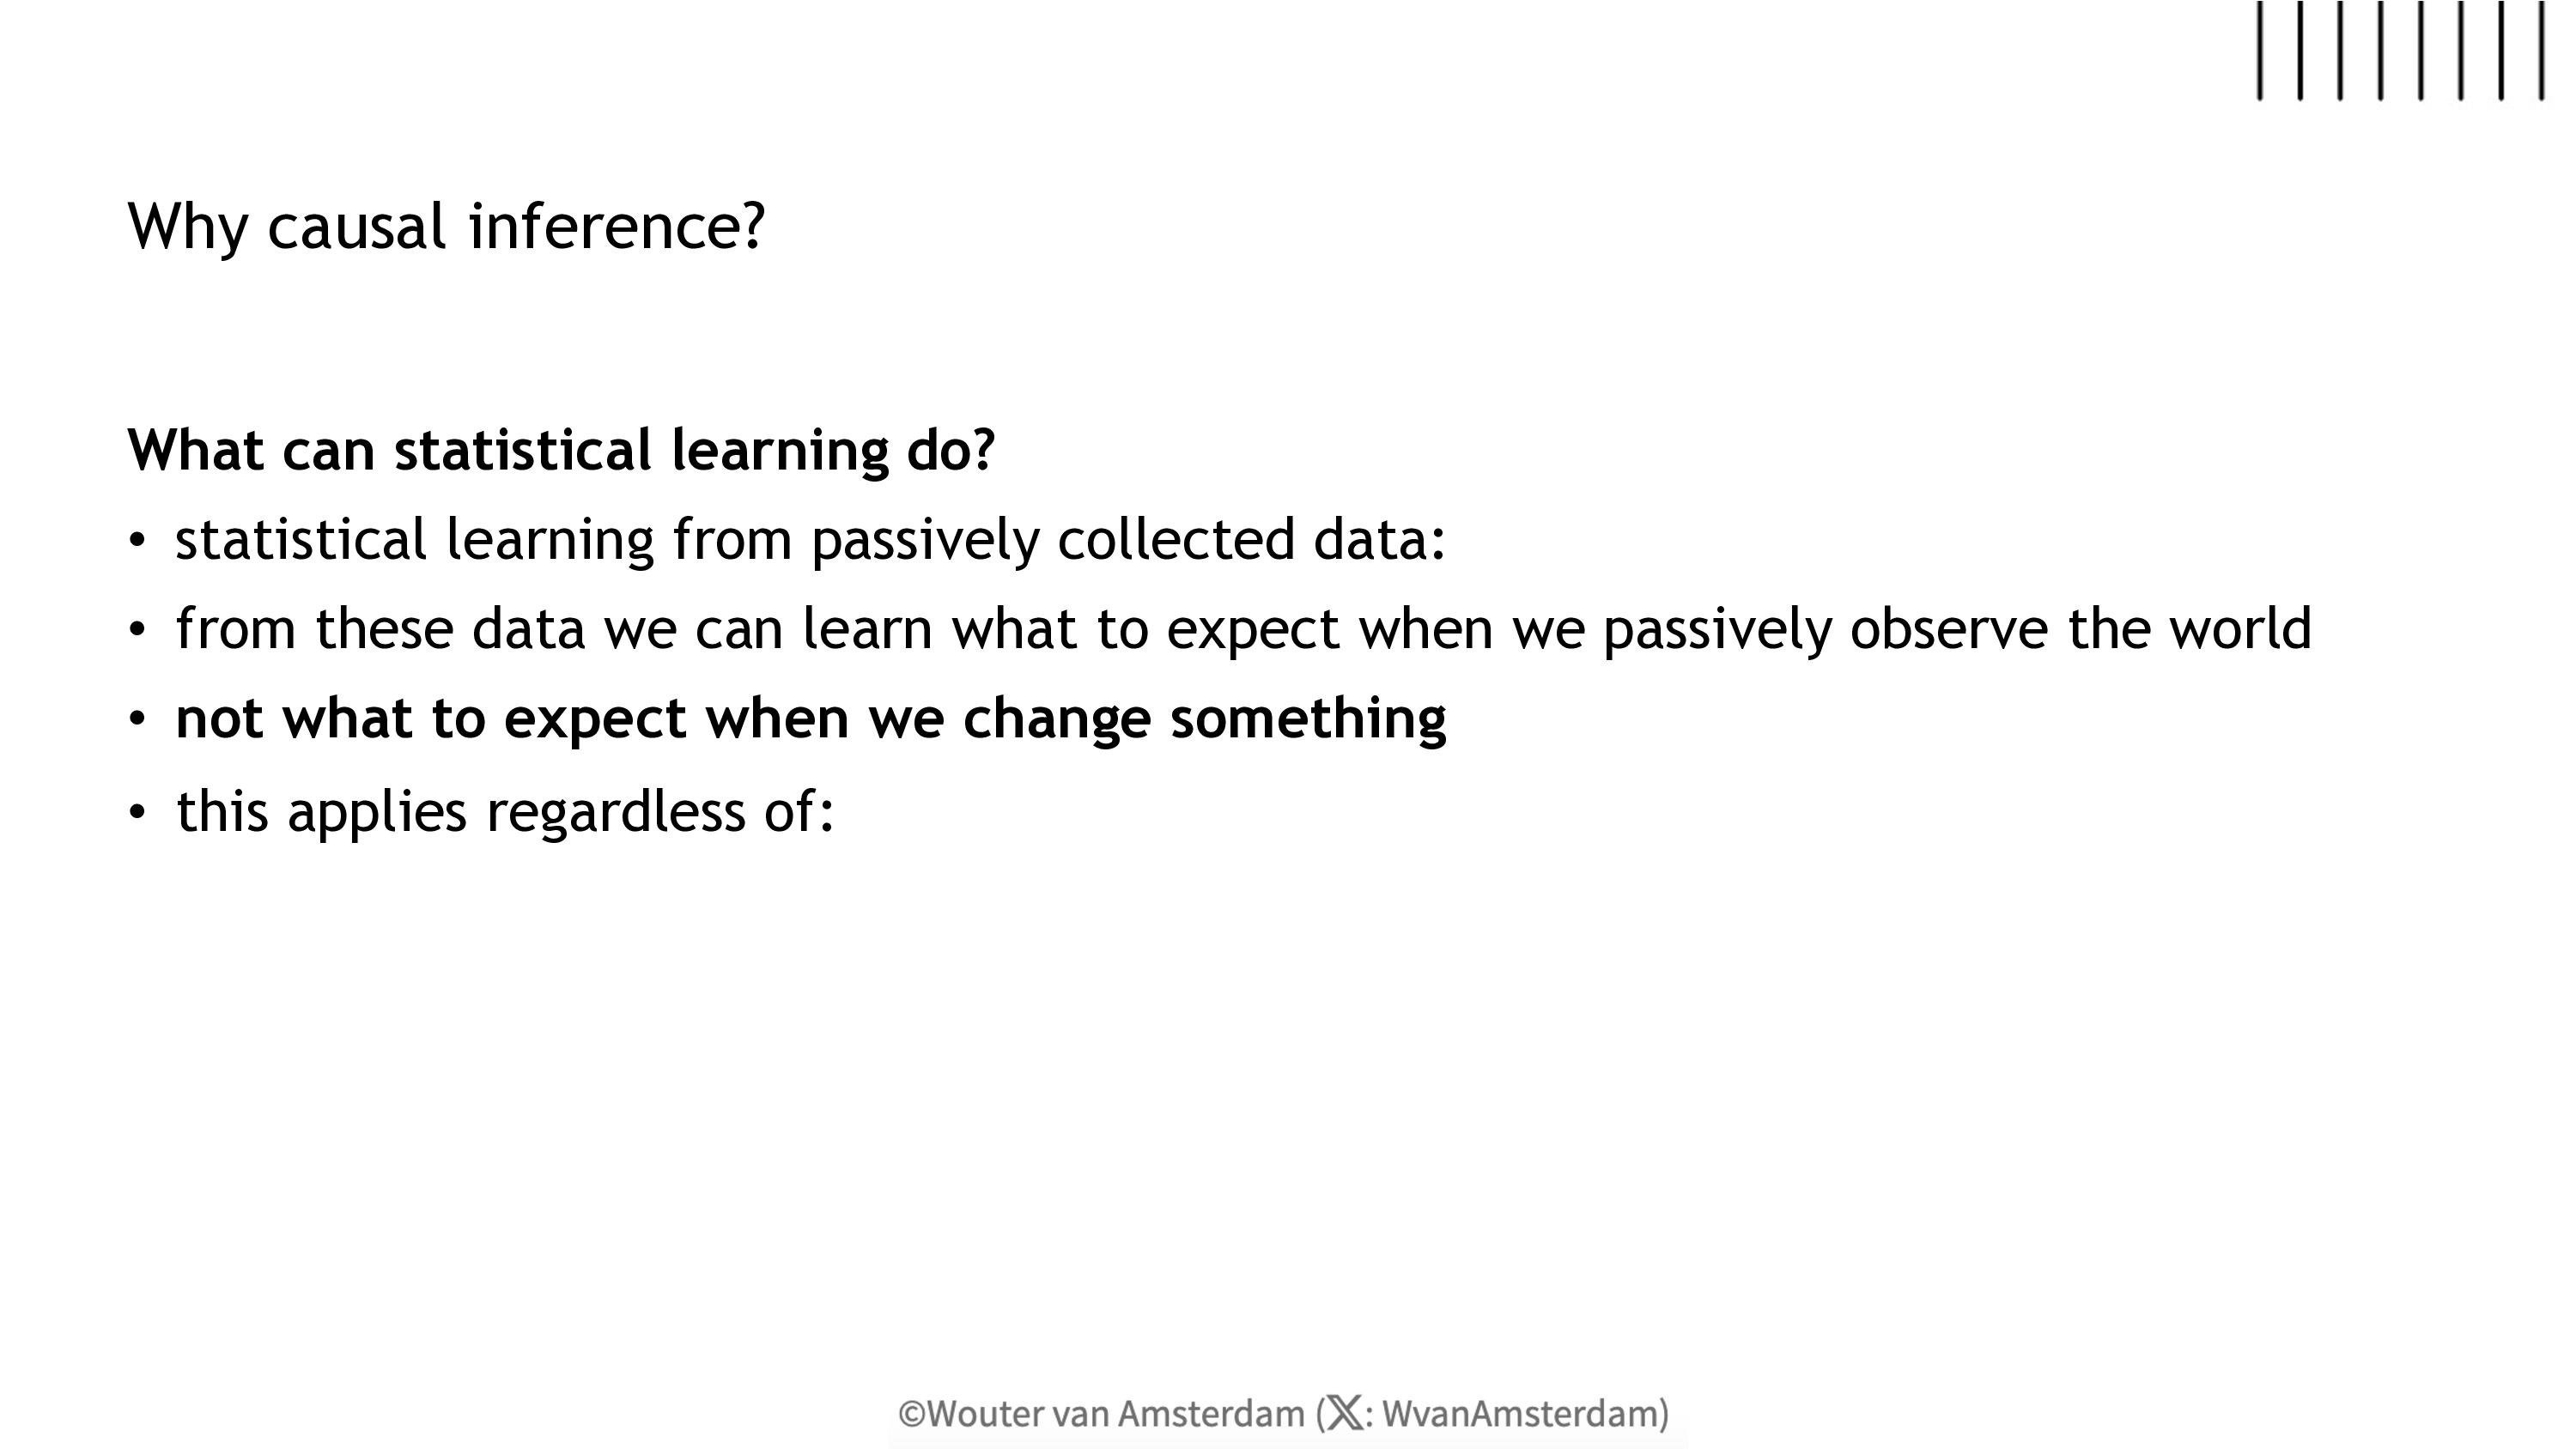 Why causal inference?
What can statistical learning do?
• statistical learning from passively collected data:
• from these data we can learn what to expect when we passively observe the world
• not what to expect when we change something
• this applies regardless of:
©Wouter van Amsterdam (𝕏: WvanAmsterdam)